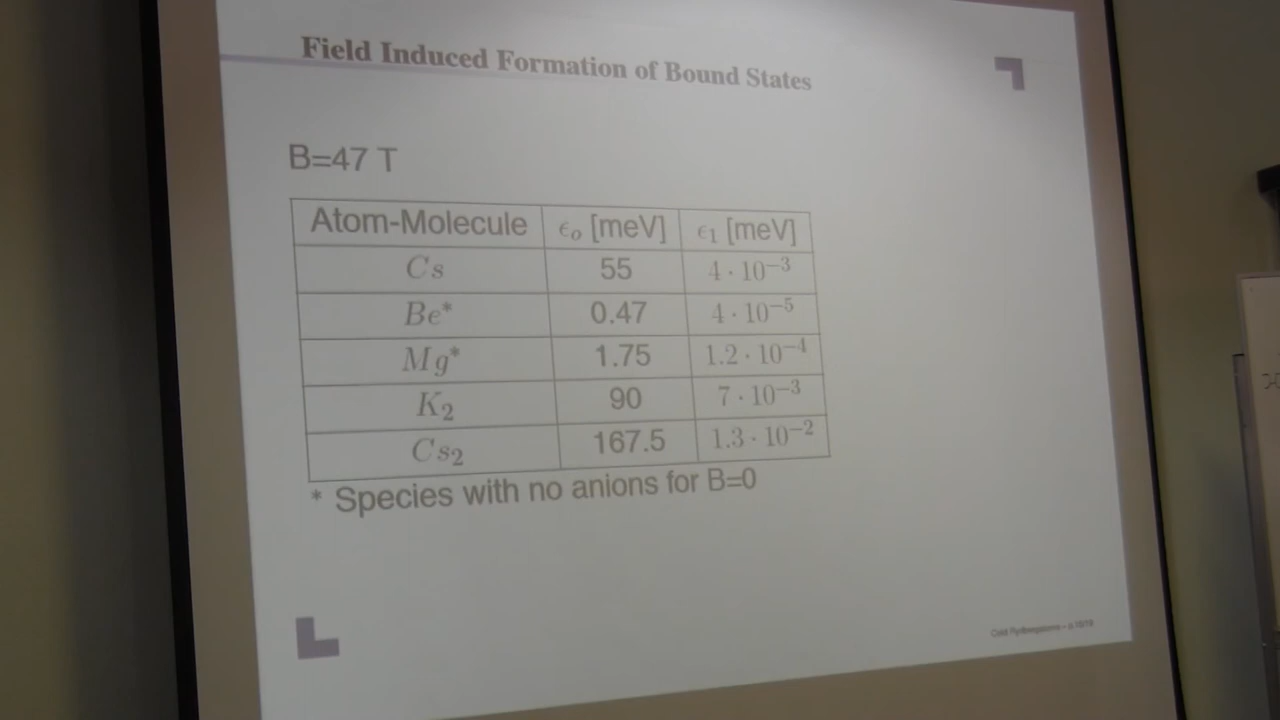 Field Induced Formation of Bound States
B=47 T
Atom-Molecule ϵo [meV] ϵ1 [meV]
Cs 55 4 · 10−3
Be* 0.47 4 · 10−5
Mg* 1.75 1.2 · 10−4
K2 90 7 · 10−3
Cs2 167.5 1.3 · 10−2
* Species with no anions for B=0